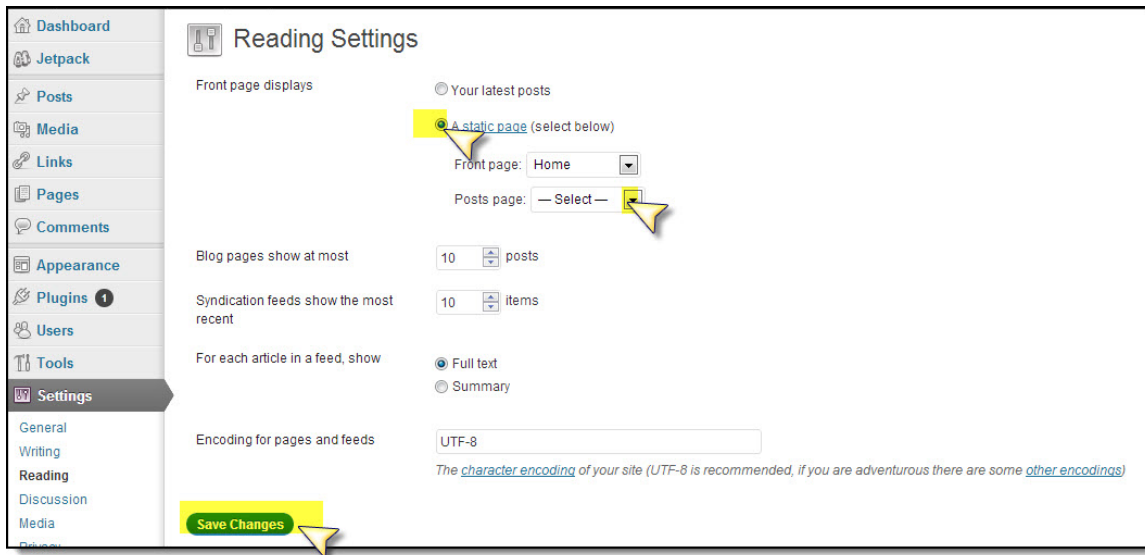 Dashboard
Jetpack
Posts
Media
Links
Pages
Comments
Appearance
Plugins 1
Users
Tools
Settings
General
Writing
Reading
Discussion
Media
Privacy
Reading Settings
Front page displays
Your latest posts
A static page (select below)
Front page: Home
Posts page: — Select —
Blog pages show at most 10 posts
Syndication feeds show the most
recent
10 items
For each article in a feed, show
Full text
Summary
Encoding for pages and feeds UTF-8
The character encoding of your site (UTF-8 is recommended, if you are adventurous there are some other encodings)
Save Changes